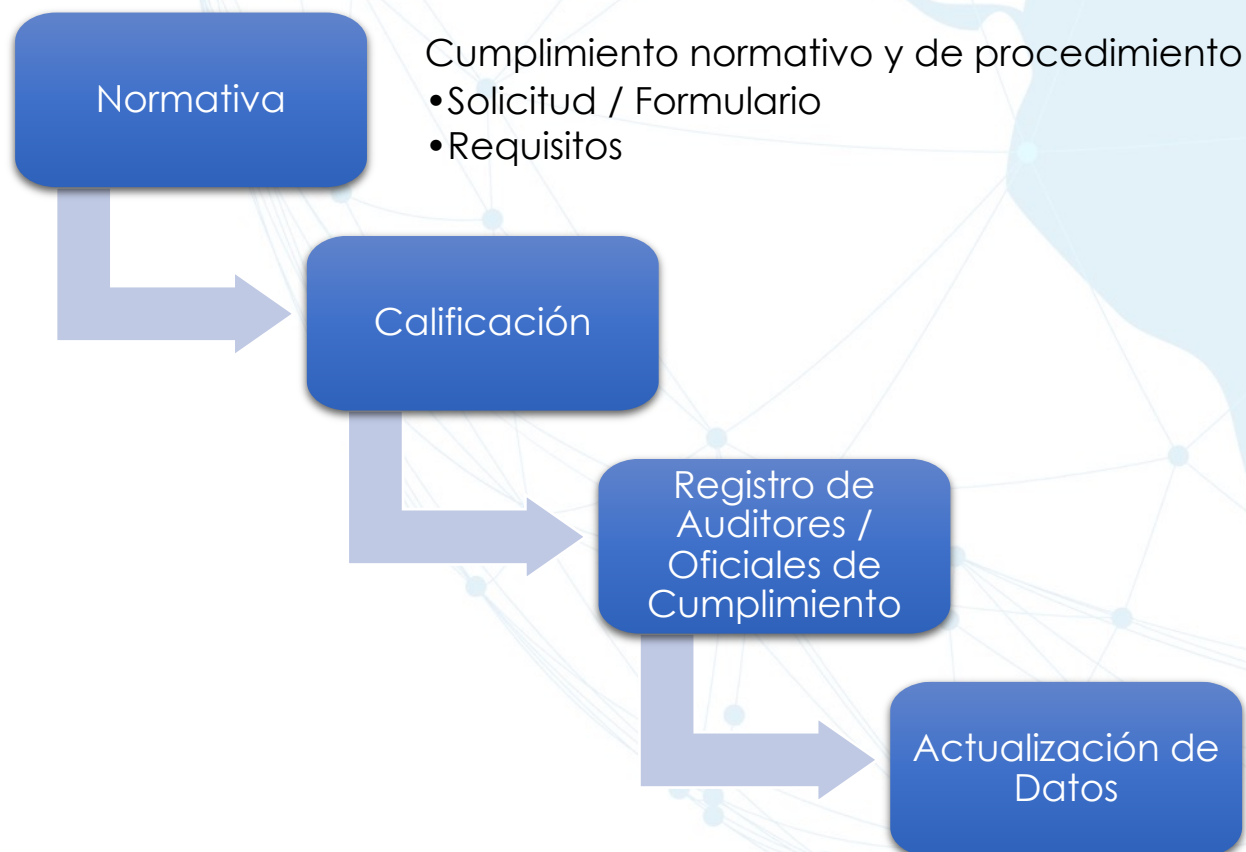 Normativa
Cumplimiento normativo y de procedimiento
•Solicitud / Formulario
•Requisitos
Calificación
Registro de
Auditores /
Oficiales de
Cumplimiento
Actualización de
Datos